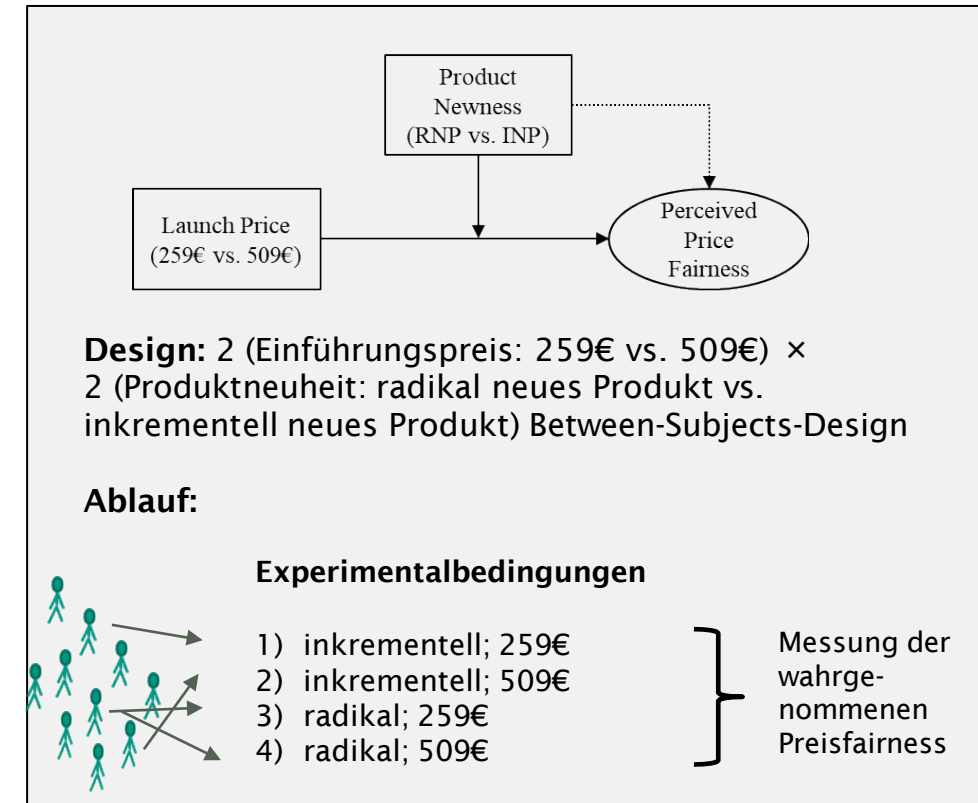 Product
Newness
(RNP vs. INP)
Launch Price
(259€ vs. 509€)
Perceived
Price
Fairness
Design: 2 (Einführungspreis: 259€ vs. 509€) ×
2 (Produktneuheit: radikal neues Produkt vs.
inkrementell neues Produkt) Between-Subjects-Design
Ablauf:
Experimentalbedingungen
1) inkrementell; 259€
2) inkrementell; 509€
3) radikal; 259€
4) radikal; 509€
Messung der
wahrge-
nommenen
Preisfairness